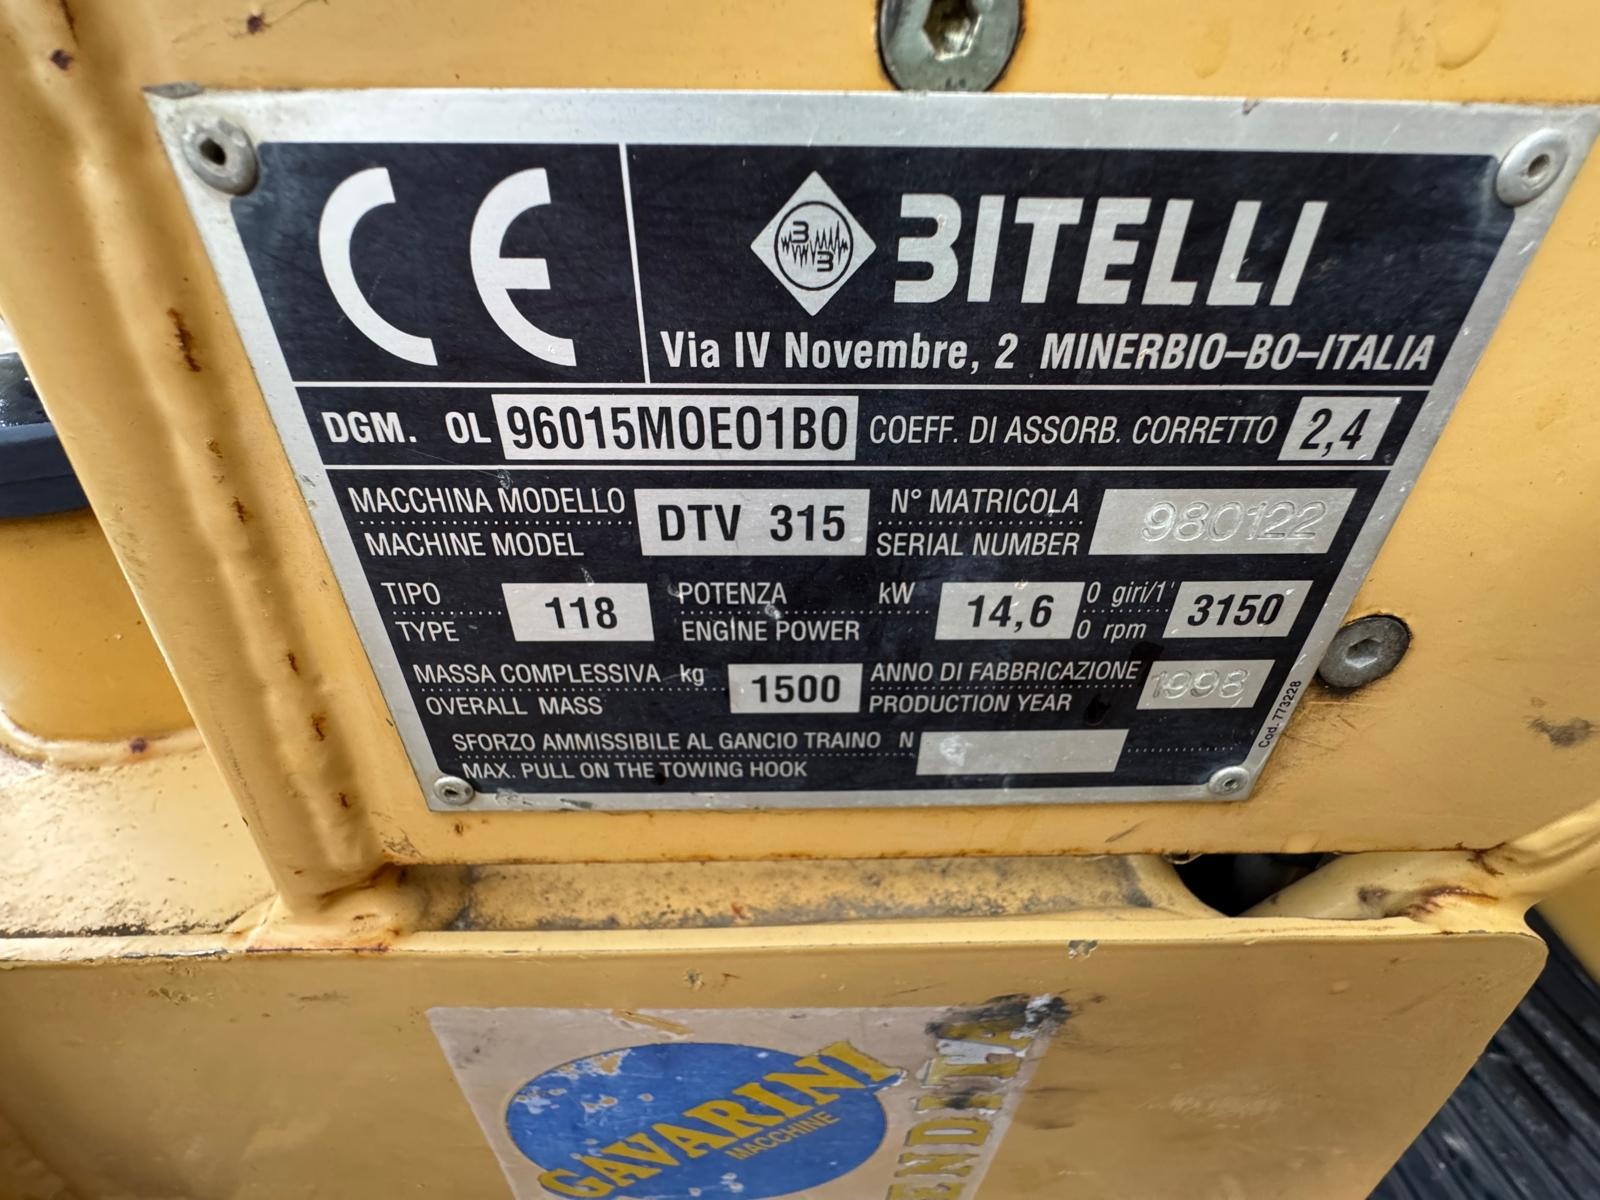 CE
BITELLI
Via IV Novembre, 2 MINERBIO-BO-ITALIA
DGM. OL 96015MOE01BO COEFF. DI ASSORB. CORRETTO 2,4
MACCHINA MODELLO DTV 315 N° MATRICOLA 980122
MACHINE MODEL SERIAL NUMBER
TIPO 118 POTENZA kW 14,6 0 giri/1' 3150
TYPE ENGINE POWER 0 rpm
MASSA COMPLESSIVA kg 1500 ANNO DI FABBRICAZIONE 1998
OVERALL MASS PRODUCTION YEAR
SFORZO AMMISSIBILE AL GANCIO TRAINO N
MAX. PULL ON THE TOWING HOOK
Cod. 773228
GAVARINI
MACCHINE
ENDITA